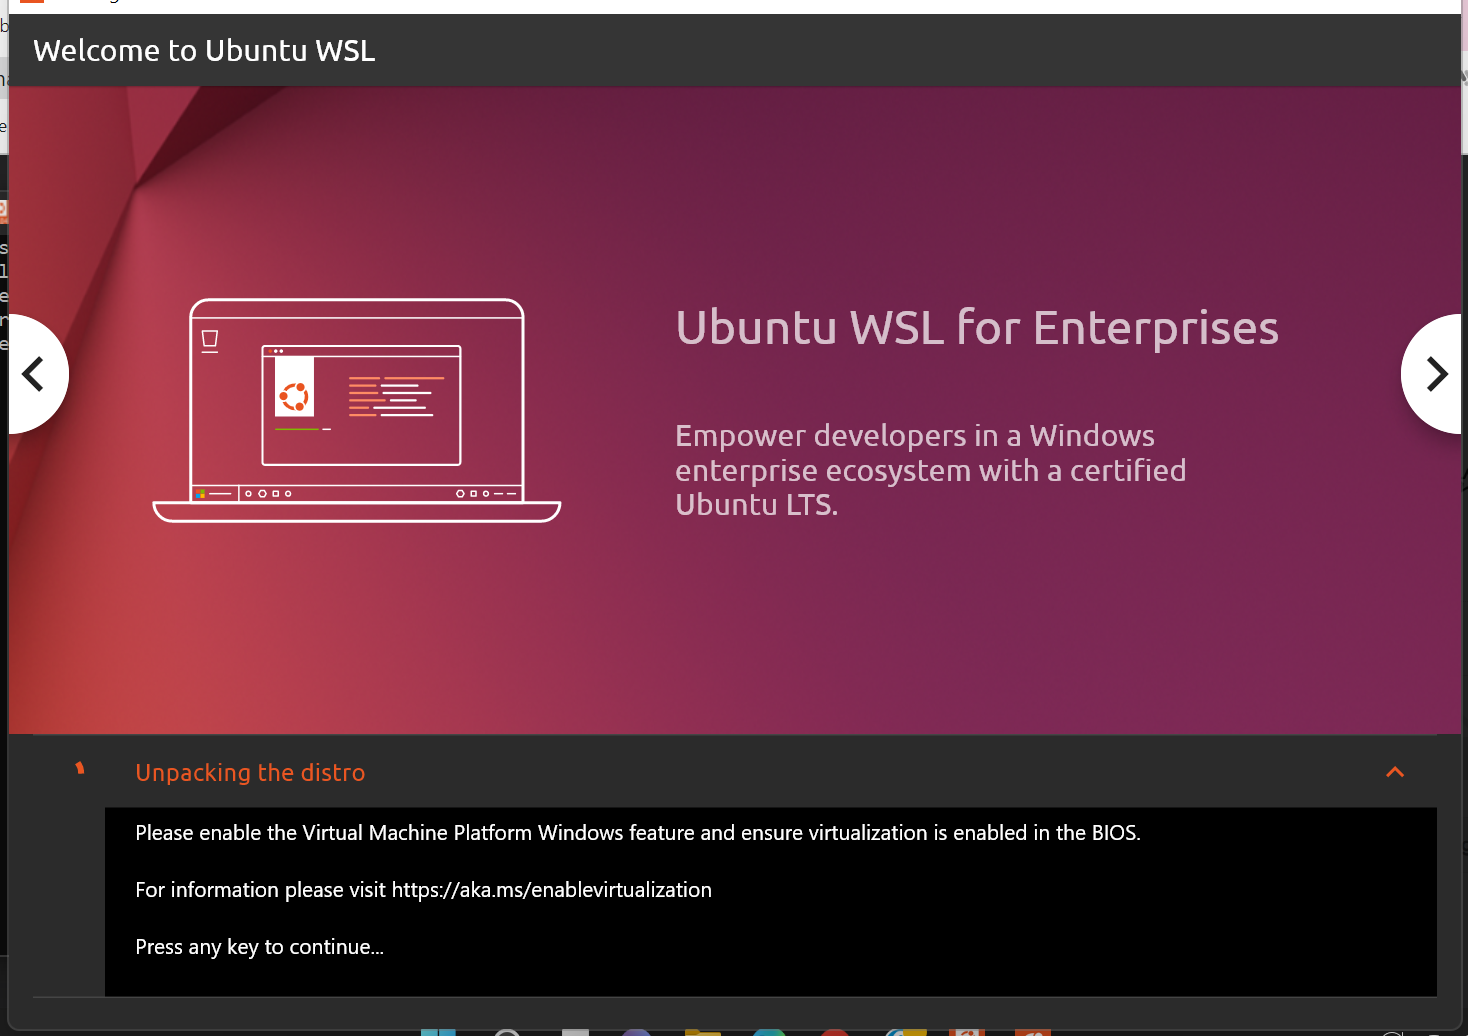 Welcome to Ubuntu WSL
Ubuntu WSL for Enterprises
Empower developers in a Windows
enterprise ecosystem with a certified
Ubuntu LTS.
Unpacking the distro
Please enable the Virtual Machine Platform Windows feature and ensure virtualization is enabled in the BIOS.
For information please visit https://aka.ms/enablevirtualization
Press any key to continue...